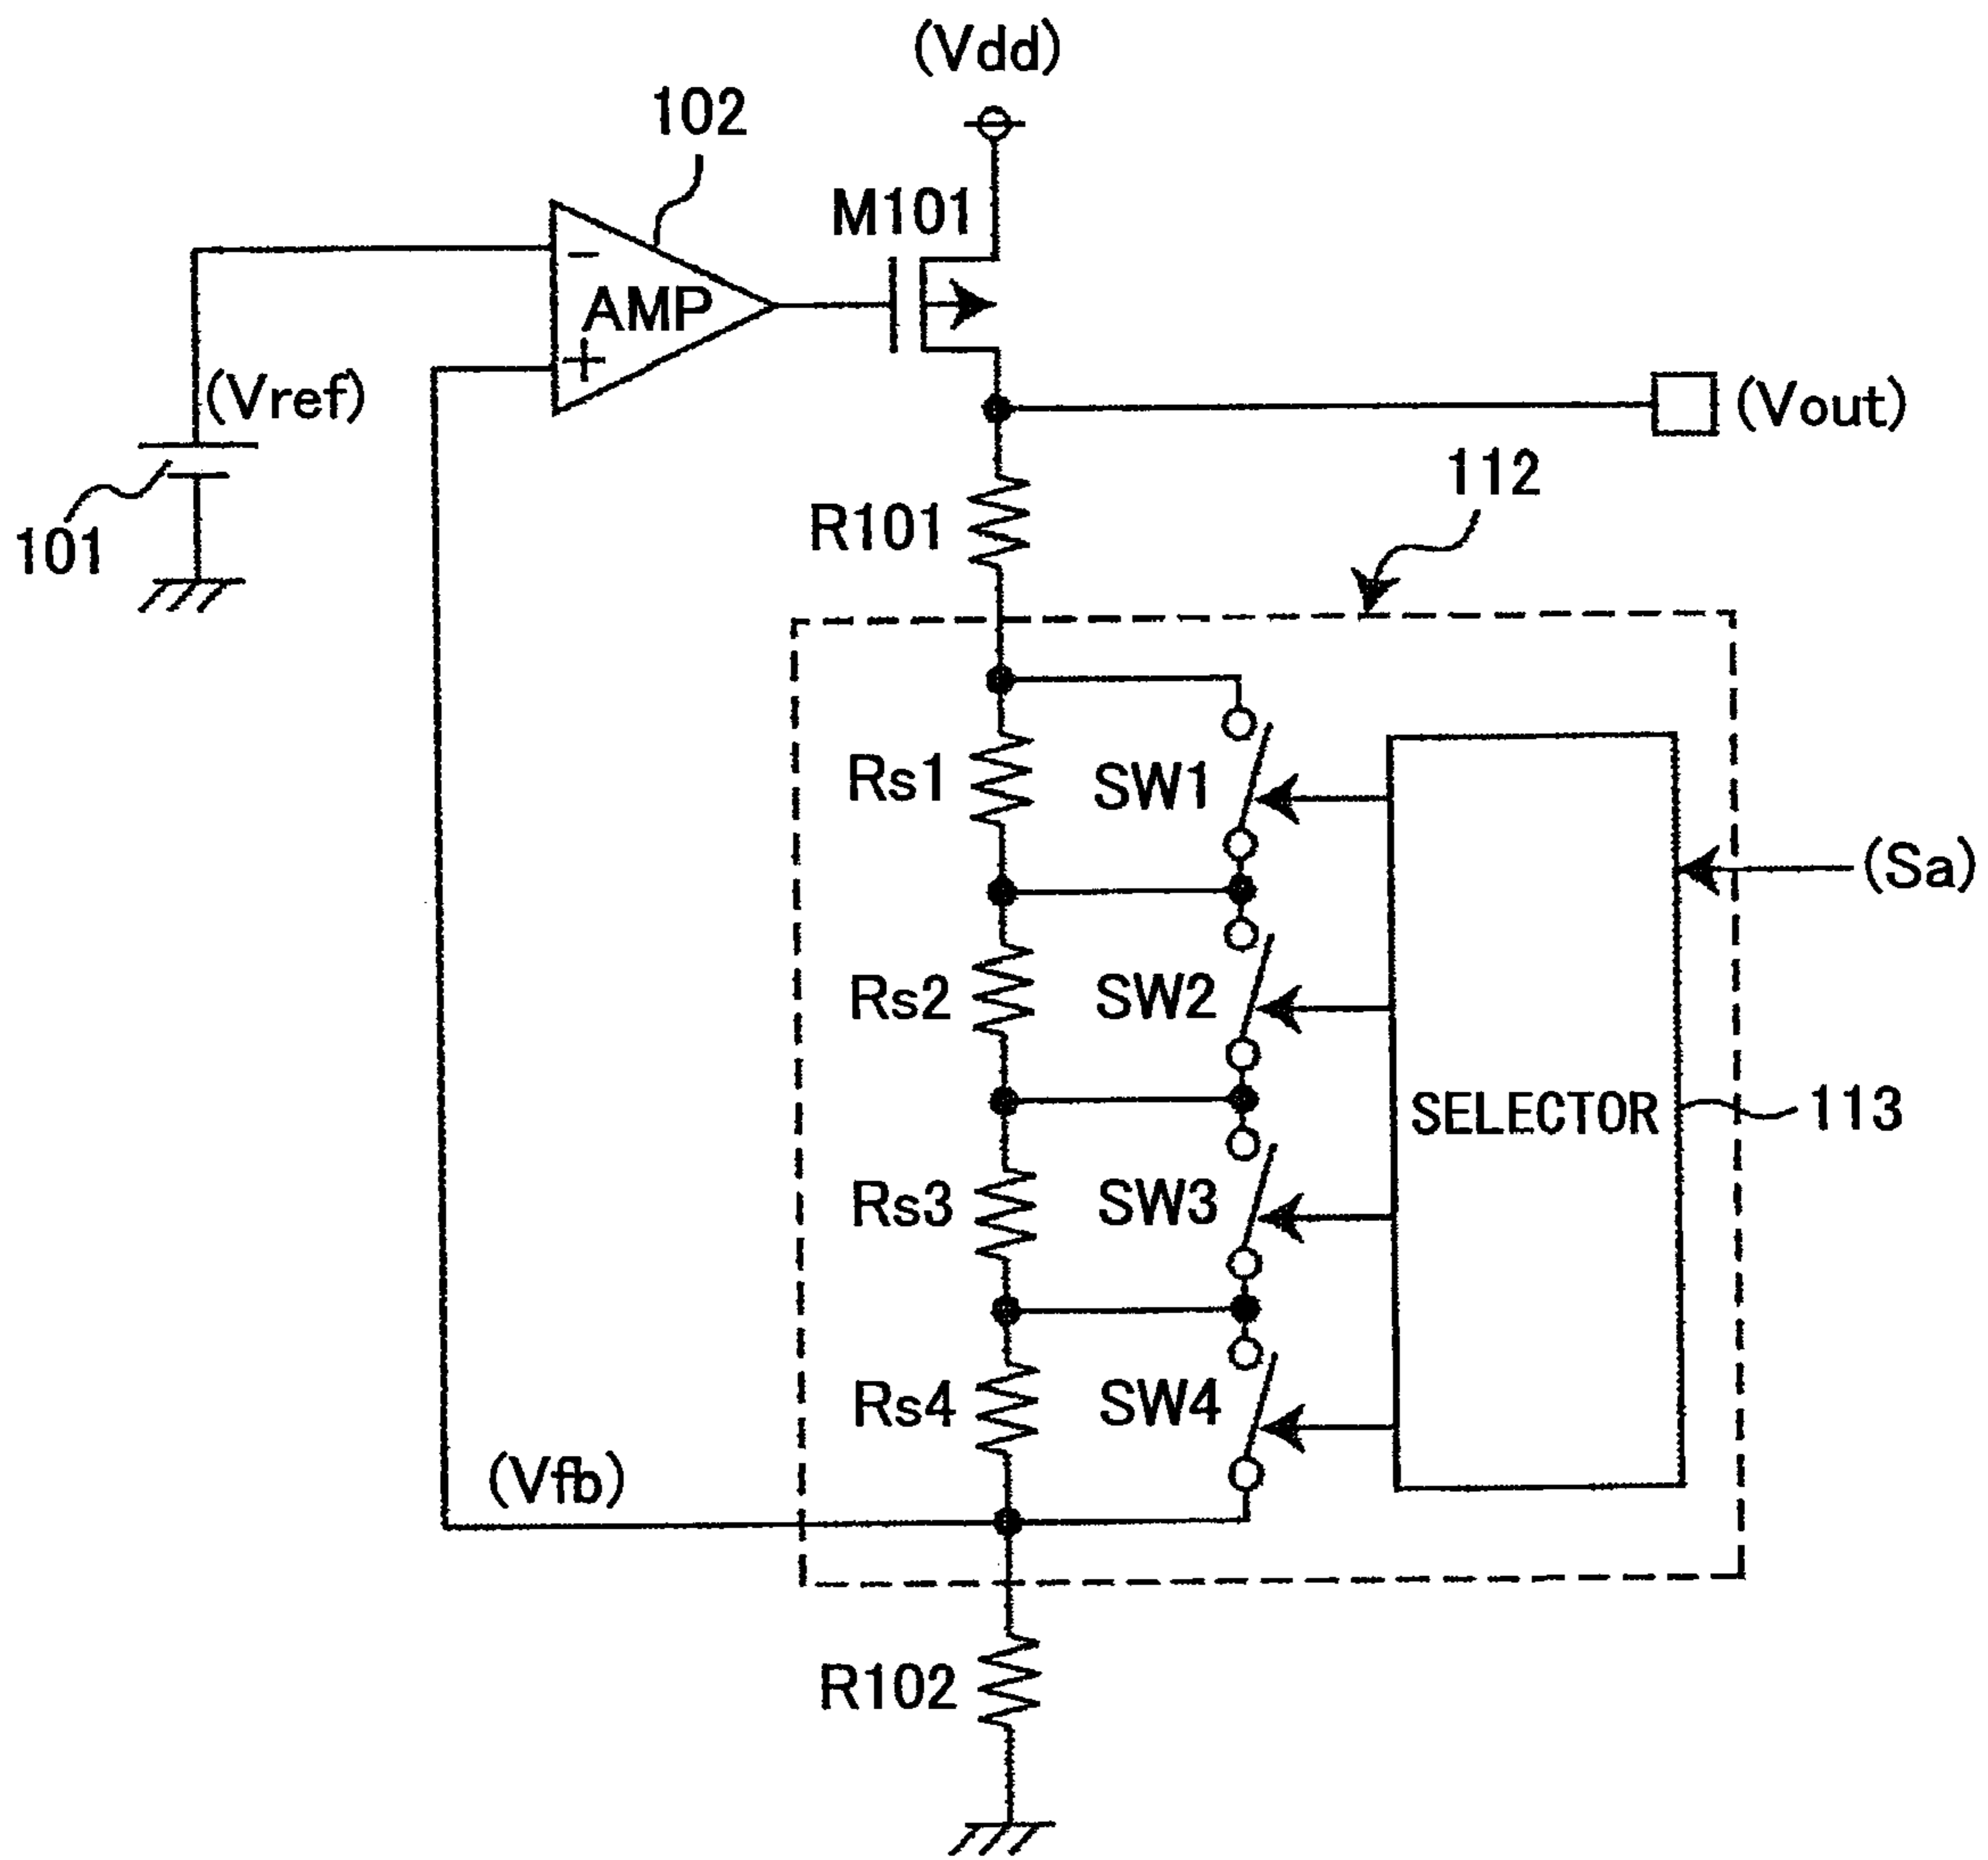 (Vdd)
102
M101
−
AMP
+
(Vref)
(Vout)
101
R101
112
Rs1
SW1
(Sa)
Rs2
SW2
SELECTOR
113
Rs3
SW3
Rs4
SW4
(Vfb)
R102